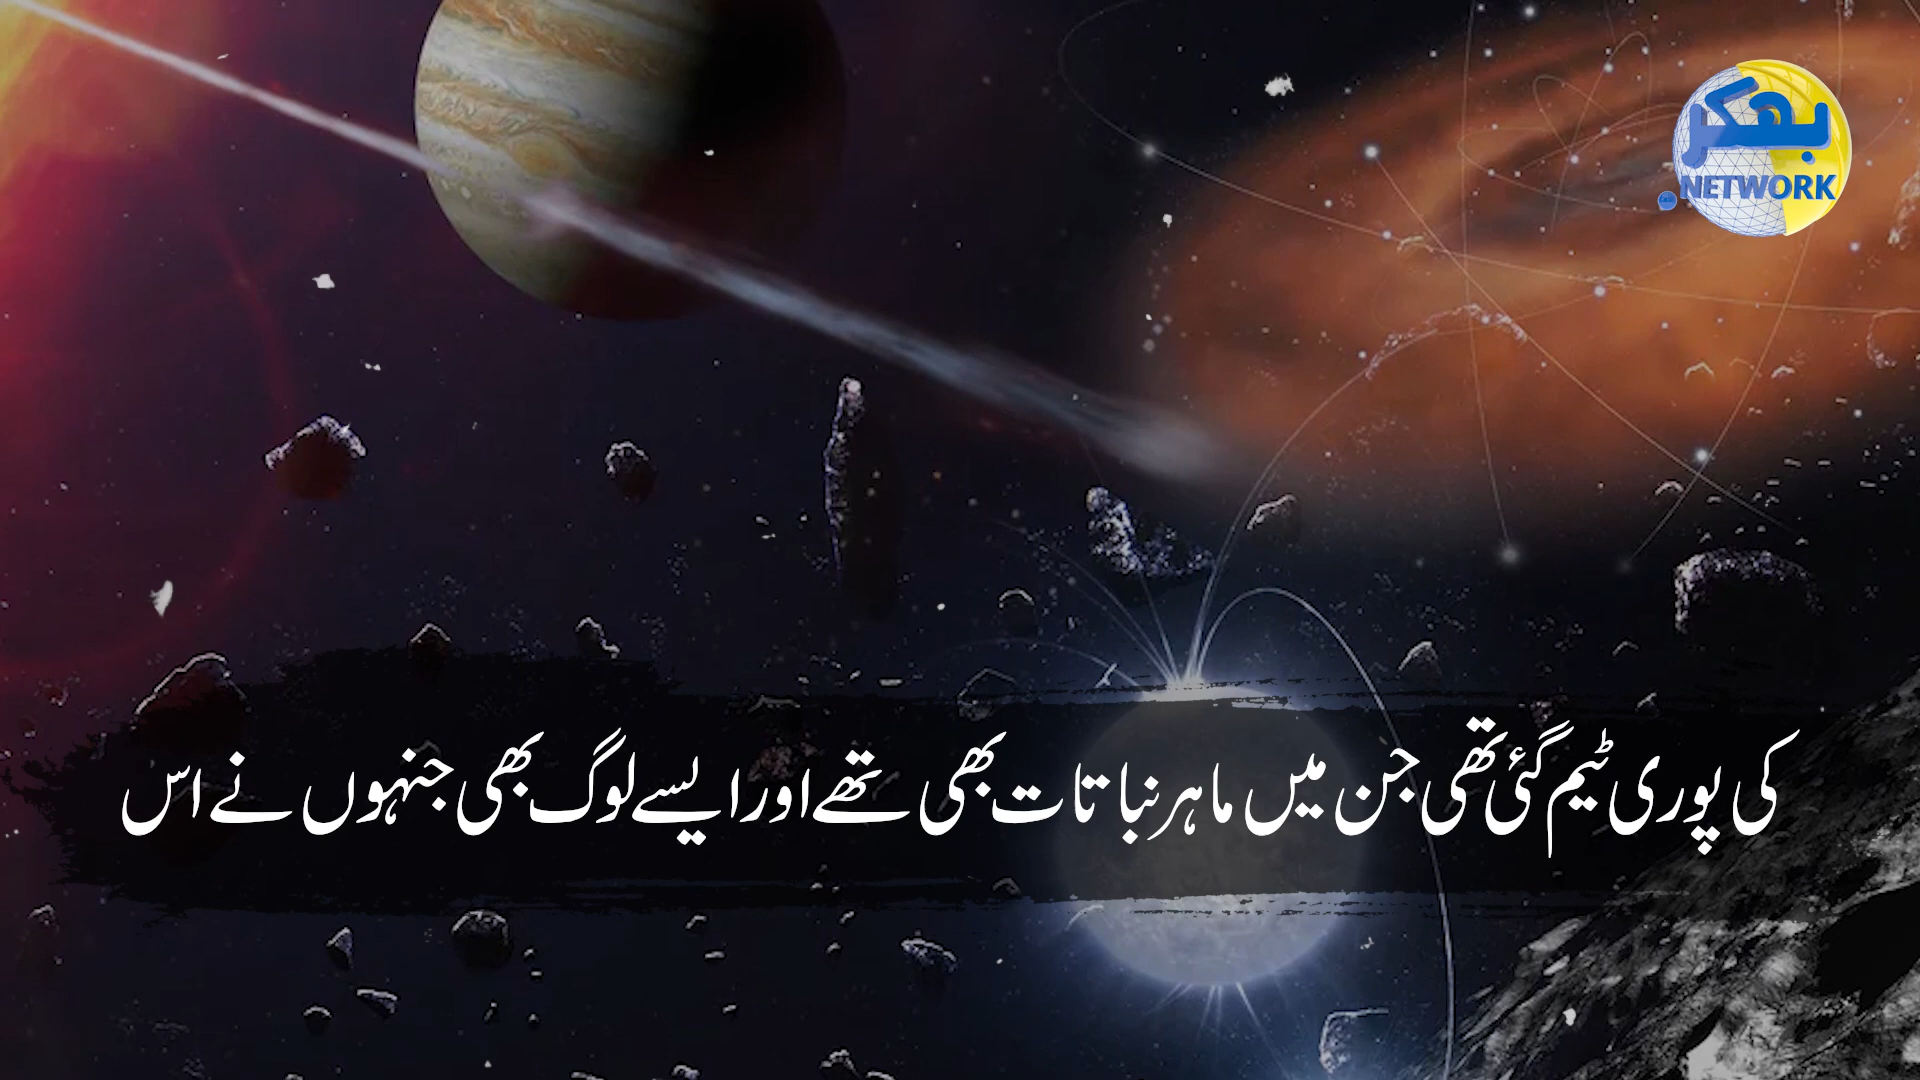 بھکر
NETWORK
کی پوری ٹیم گئی تھی جن میں ماہر نباتات بھی تھے اور ایسے لوگ بھی جنہوں نے اس